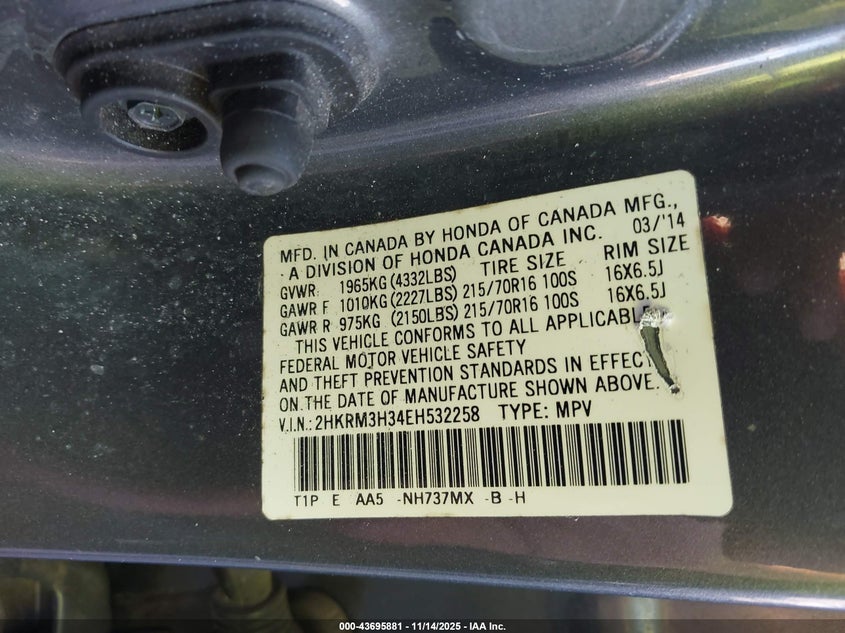 MFD. IN CANADA BY HONDA OF CANADA MFG.,
A DIVISION OF HONDA CANADA INC. 03/'14
GVWR 1965KG (4332LBS) TIRE SIZE RIM SIZE
GAWR F 1010KG (2227LBS) 215/70R16 100S 16X6.5J
GAWR R 975KG (2150LBS) 215/70R16 100S 16X6.5J
THIS VEHICLE CONFORMS TO ALL APPLICABLE
FEDERAL MOTOR VEHICLE SAFETY
AND THEFT PREVENTION STANDARDS IN EFFECT
ON THE DATE OF MANUFACTURE SHOWN ABOVE.
V.I.N.: 2HKRM3H34EH532258 TYPE: MPV
T1P E AA5 -NH737MX -B -H
000-43695881 - 11/14/2025 - IAA Inc.